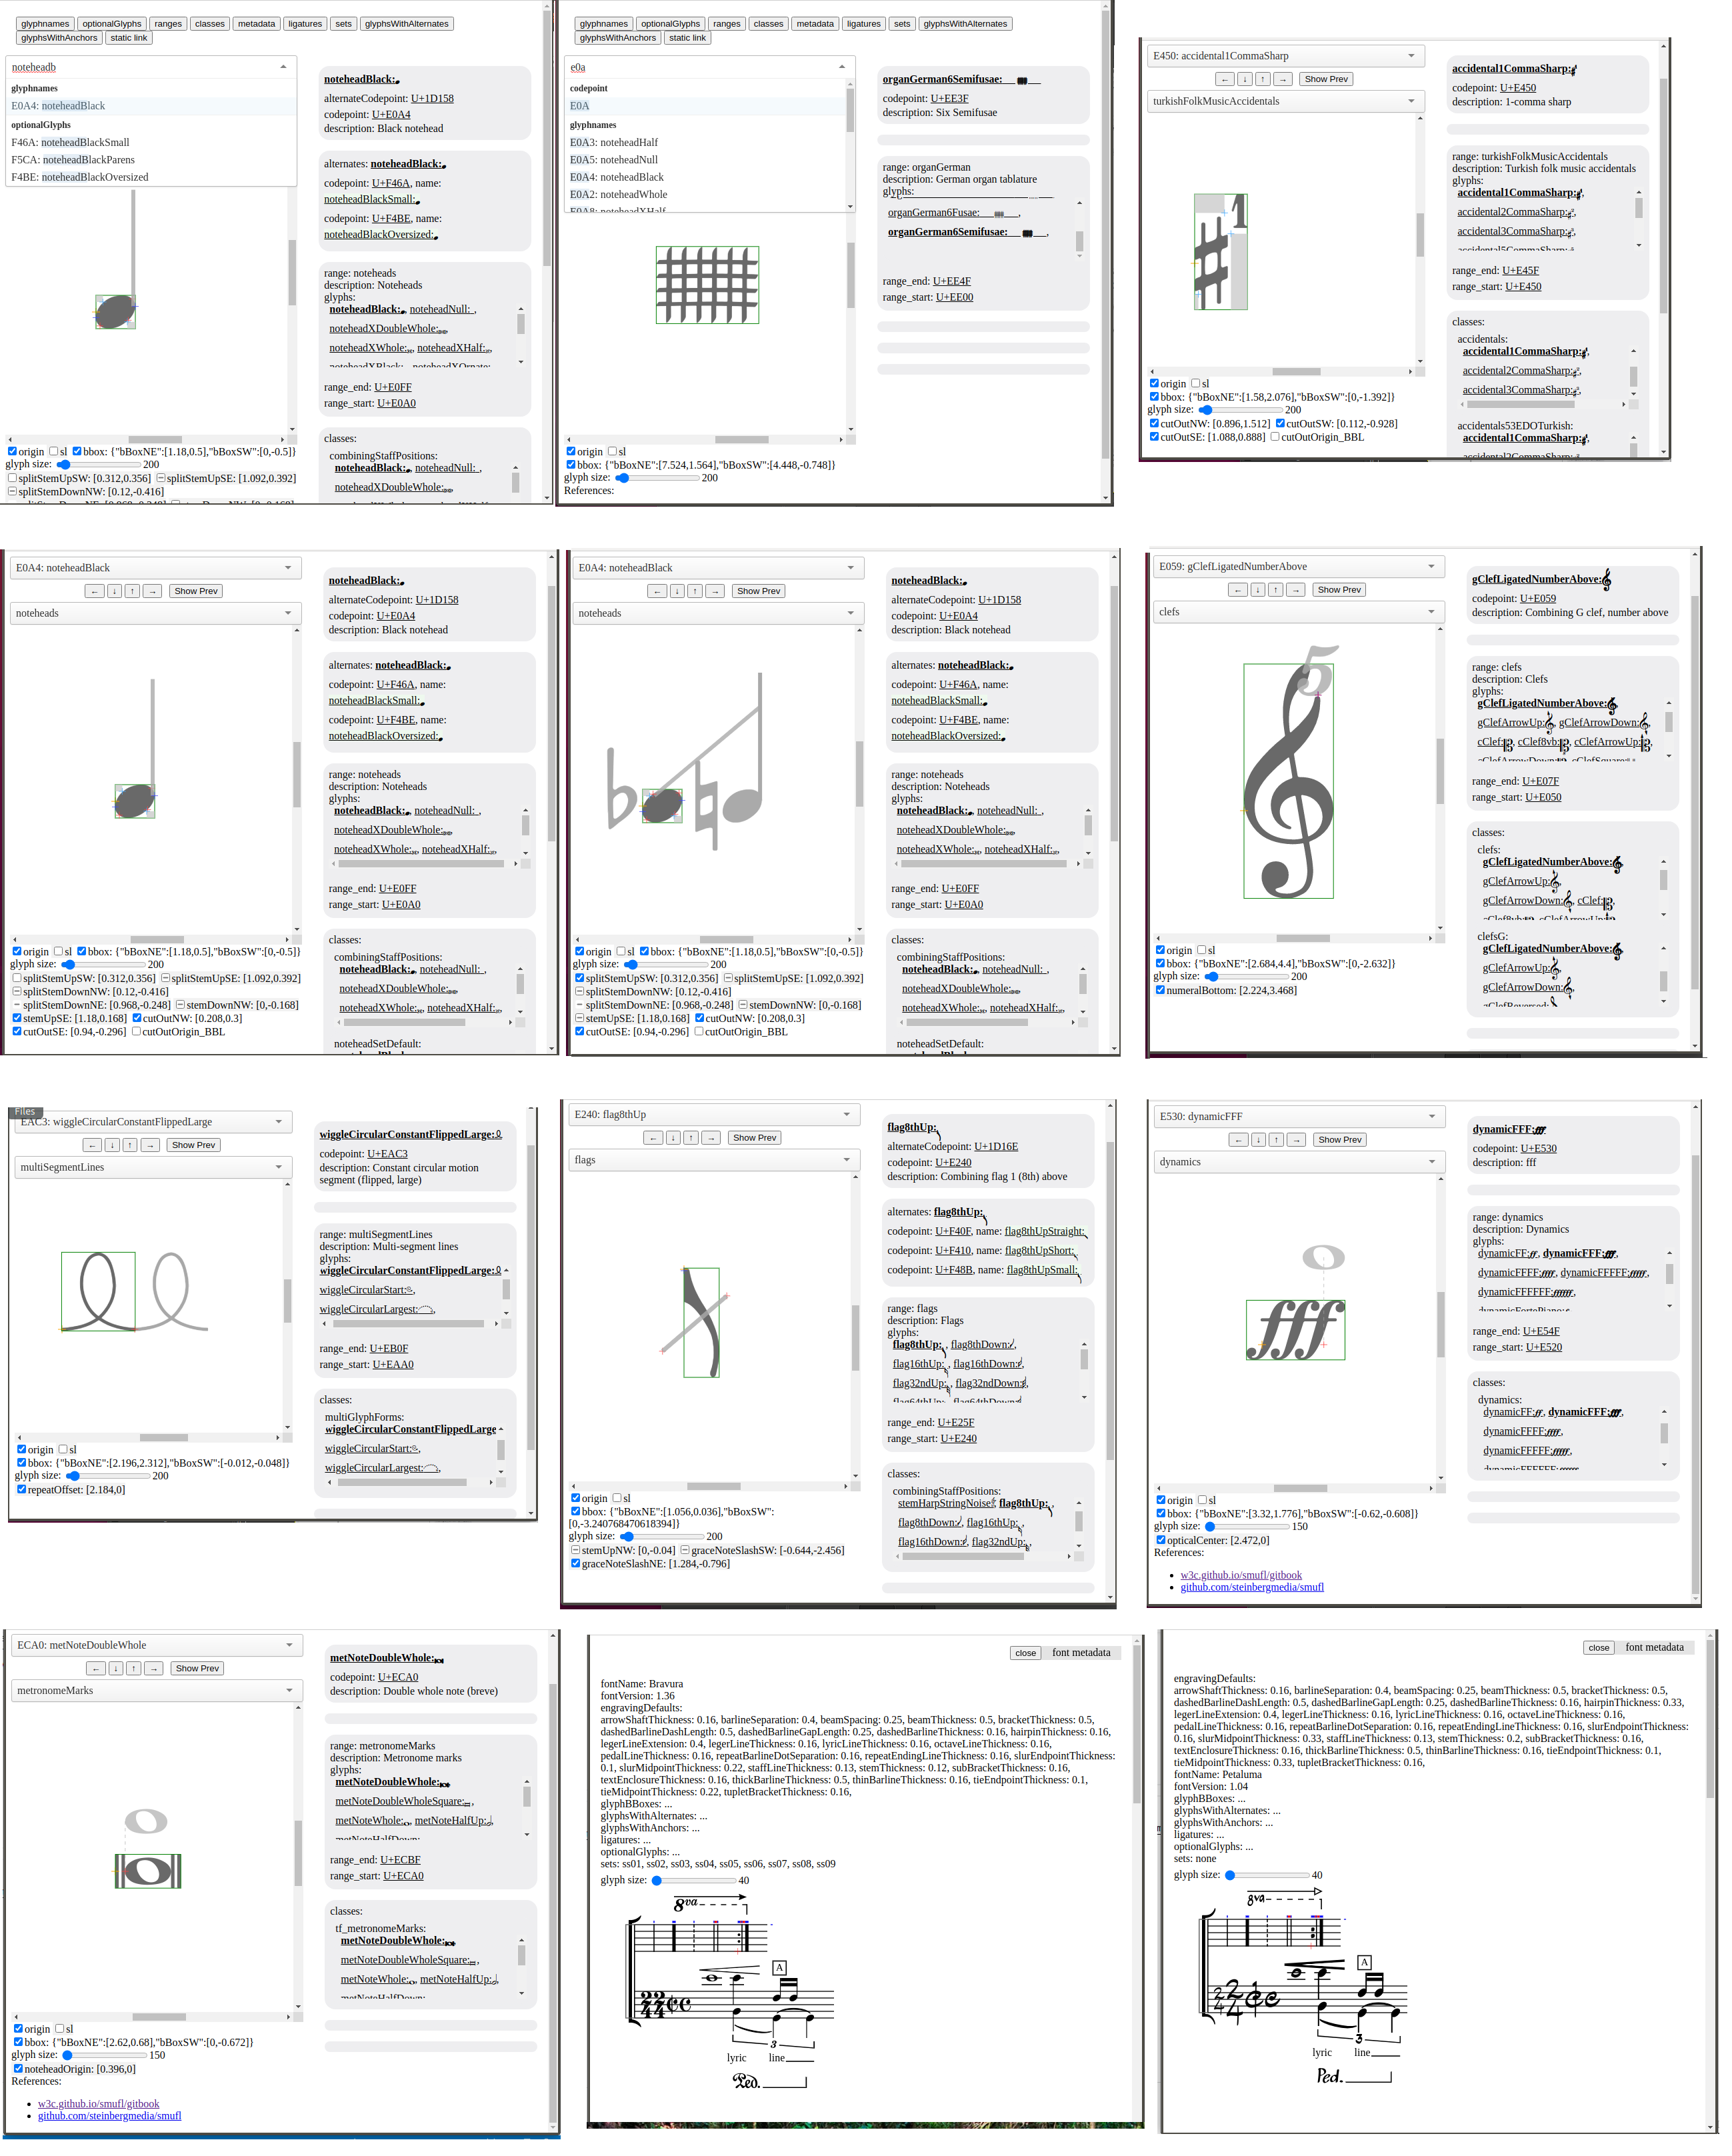 glyphnames optionalGlyphs ranges classes metadata ligatures sets glyphsWithAlternates
glyphsWithAnchors static link
noteheadb
glyphnames
E0A4: noteheadBlack
optionalGlyphs
F46A: noteheadBlackSmall
F5CA: noteheadBlackParens
F4BE: noteheadBlackOversized
origin sl bbox: {"bBoxNE":[1.18,0.5],"bBoxSW":[0,-0.5]}
glyph size: 200
splitStemUpSW: [0.312,0.356] splitStemUpSE: [1.092,0.392]
splitStemDownNW: [0.12,-0.416]
noteheadBlack:
alternateCodepoint: U+1D158
codepoint: U+E0A4
description: Black notehead
alternates: noteheadBlack:
codepoint: U+F46A, name:
noteheadBlackSmall:
codepoint: U+F4BE, name:
noteheadBlackOversized:
range: noteheads
description: Noteheads
glyphs:
noteheadBlack: , noteheadNull: ,
noteheadXDoubleWhole:,
noteheadXWhole:, noteheadXHalf:,
range_end: U+E0FF
range_start: U+E0A0
classes:
combiningStaffPositions:
noteheadBlack: , noteheadNull: ,
noteheadXDoubleWhole:,
glyphnames optionalGlyphs ranges classes metadata ligatures sets glyphsWithAlternates
glyphsWithAnchors static link
e0a
codepoint
E0A
glyphnames
E0A3: noteheadHalf
E0A5: noteheadNull
E0A4: noteheadBlack
E0A2: noteheadWhole
E0A8: noteheadXHalf
origin sl
bbox: {"bBoxNE":[7.524,1.564],"bBoxSW":[4.448,-0.748]}
glyph size: 200
References:
organGerman6Semifusae:
codepoint: U+EE3F
description: Six Semifusae
range: organGerman
description: German organ tablature
glyphs:
organGerman6Fusae: ,
organGerman6Semifusae: ,
range_end: U+EE4F
range_start: U+EE00
E450: accidental1CommaSharp
← ↓ ↑ → Show Prev
turkishFolkMusicAccidentals
1
origin sl
bbox: {"bBoxNE":[1.58,2.076],"bBoxSW":[0,-1.392]}
glyph size: 200
cutOutNW: [0.896,1.512] cutOutSW: [0.112,-0.928]
cutOutSE: [1.088,0.888] cutOutOrigin_BBL
accidental1CommaSharp:
codepoint: U+E450
description: 1-comma sharp
range: turkishFolkMusicAccidentals
description: Turkish folk music accidentals
glyphs:
accidental1CommaSharp:,
accidental2CommaSharp:,
accidental3CommaSharp:,
accidental5CommaSharp:
range_end: U+E45F
range_start: U+E450
classes:
accidentals:
accidental1CommaSharp:,
accidental2CommaSharp:,
accidental3CommaSharp:,
accidentals53EDOTurkish:
accidental1CommaSharp:,
accidental2CommaSharp:
E0A4: noteheadBlack
← ↓ ↑ → Show Prev
noteheads
origin sl bbox: {"bBoxNE":[1.18,0.5],"bBoxSW":[0,-0.5]}
glyph size: 200
splitStemUpSW: [0.312,0.356] splitStemUpSE: [1.092,0.392]
splitStemDownNW: [0.12,-0.416]
splitStemDownNE: [0.968,-0.248] stemDownNW: [0,-0.168]
stemUpSE: [1.18,0.168] cutOutNW: [0.208,0.3]
cutOutSE: [0.94,-0.296] cutOutOrigin_BBL
noteheadBlack:
alternateCodepoint: U+1D158
codepoint: U+E0A4
description: Black notehead
alternates: noteheadBlack:
codepoint: U+F46A, name:
noteheadBlackSmall:
codepoint: U+F4BE, name:
noteheadBlackOversized:
range: noteheads
description: Noteheads
glyphs:
noteheadBlack: , noteheadNull: ,
noteheadXDoubleWhole:,
noteheadXWhole:, noteheadXHalf:,
range_end: U+E0FF
range_start: U+E0A0
classes:
combiningStaffPositions:
noteheadBlack: , noteheadNull: ,
noteheadXDoubleWhole:,
noteheadXWhole:, noteheadXHalf:,
noteheadSetDefault:
E0A4: noteheadBlack
← ↓ ↑ → Show Prev
noteheads
origin sl bbox: {"bBoxNE":[1.18,0.5],"bBoxSW":[0,-0.5]}
glyph size: 200
splitStemUpSW: [0.312,0.356] splitStemUpSE: [1.092,0.392]
splitStemDownNW: [0.12,-0.416]
splitStemDownNE: [0.968,-0.248] stemDownNW: [0,-0.168]
stemUpSE: [1.18,0.168] cutOutNW: [0.208,0.3]
cutOutSE: [0.94,-0.296] cutOutOrigin_BBL
noteheadBlack:
alternateCodepoint: U+1D158
codepoint: U+E0A4
description: Black notehead
alternates: noteheadBlack:
codepoint: U+F46A, name:
noteheadBlackSmall:
codepoint: U+F4BE, name:
noteheadBlackOversized:
range: noteheads
description: Noteheads
glyphs:
noteheadBlack: , noteheadNull: ,
noteheadXDoubleWhole:,
noteheadXWhole:, noteheadXHalf:,
range_end: U+E0FF
range_start: U+E0A0
classes:
combiningStaffPositions:
noteheadBlack: , noteheadNull: ,
noteheadXDoubleWhole:,
noteheadXWhole:, noteheadXHalf:,
noteheadSetDefault:
E059: gClefLigatedNumberAbove
← ↓ ↑ → Show Prev
clefs
5
origin sl
bbox: {"bBoxNE":[2.684,4.4],"bBoxSW":[0,-2.632]}
glyph size: 200
numeralBottom: [2.224,3.468]
gClefLigatedNumberAbove:
codepoint: U+E059
description: Combining G clef, number above
range: clefs
description: Clefs
glyphs:
gClefLigatedNumberAbove:,
gClefArrowUp:, gClefArrowDown:,
cClef:, cClef8vb:, cClefArrowUp:,
cClefArrowDown:, cClefSquare:
range_end: U+E07F
range_start: U+E050
classes:
clefs:
gClefLigatedNumberAbove:,
gClefArrowUp:,
gClefArrowDown:, cClef:,
cClef8vb:, cClefArrowUp:
clefsG:
gClefLigatedNumberAbove:,
gClefArrowUp:,
gClefArrowDown:,
gClefReversed:
Files
EAC3: wiggleCircularConstantFlippedLarge
← ↓ ↑ → Show Prev
multiSegmentLines
origin sl
bbox: {"bBoxNE":[2.196,2.312],"bBoxSW":[-0.012,-0.048]}
glyph size: 200
repeatOffset: [2.184,0]
wiggleCircularConstantFlippedLarge:
codepoint: U+EAC3
description: Constant circular motion
segment (flipped, large)
range: multiSegmentLines
description: Multi-segment lines
glyphs:
wiggleCircularConstantFlippedLarge:
wiggleCircularStart:,
wiggleCircularLargest:,
range_end: U+EB0F
range_start: U+EAA0
classes:
multiGlyphForms:
wiggleCircularConstantFlippedLarge
wiggleCircularStart:,
wiggleCircularLargest:,
E240: flag8thUp
← ↓ ↑ → Show Prev
flags
origin sl
bbox: {"bBoxNE":[1.056,0.036],"bBoxSW":
[0,-3.240768470618394]}
glyph size: 200
stemUpNW: [0,-0.04] graceNoteSlashSW: [-0.644,-2.456]
graceNoteSlashNE: [1.284,-0.796]
flag8thUp:
alternateCodepoint: U+1D16E
codepoint: U+E240
description: Combining flag 1 (8th) above
alternates: flag8thUp:
codepoint: U+F40F, name: flag8thUpStraight:
codepoint: U+F410, name: flag8thUpShort:
codepoint: U+F48B, name: flag8thUpSmall:
range: flags
description: Flags
glyphs:
flag8thUp: , flag8thDown:,
flag16thUp: , flag16thDown:,
flag32ndUp: , flag32ndDown:,
flag64thUp: , flag64thDown:
range_end: U+E25F
range_start: U+E240
classes:
combiningStaffPositions:
stemHarpStringNoise: , flag8thUp: ,
flag8thDown:, flag16thUp: ,
flag16thDown:, flag32ndUp: ,
E530: dynamicFFF
← ↓ ↑ → Show Prev
dynamics
fff
origin sl
bbox: {"bBoxNE":[3.32,1.776],"bBoxSW":[-0.62,-0.608]}
glyph size: 150
opticalCenter: [2.472,0]
References:
w3c.github.io/smufl/gitbook
github.com/steinbergmedia/smufl
dynamicFFF:fff
codepoint: U+E530
description: fff
range: dynamics
description: Dynamics
glyphs:
dynamicFF:ff, dynamicFFF:fff,
dynamicFFFF:ffff, dynamicFFFFF:fffff,
dynamicFFFFFF:ffffff,
dynamicFortePiano:
range_end: U+E54F
range_start: U+E520
classes:
dynamics:
dynamicFF:ff, dynamicFFF:fff,
dynamicFFFF:ffff,
dynamicFFFFF:fffff,
dynamicFFFFFF:ffffff
ECA0: metNoteDoubleWhole
← ↓ ↑ → Show Prev
metronomeMarks
origin sl
bbox: {"bBoxNE":[2.62,0.68],"bBoxSW":[0,-0.672]}
glyph size: 150
noteheadOrigin: [0.396,0]
References:
w3c.github.io/smufl/gitbook
github.com/steinbergmedia/smufl
metNoteDoubleWhole:
codepoint: U+ECA0
description: Double whole note (breve)
range: metronomeMarks
description: Metronome marks
glyphs:
metNoteDoubleWhole:,
metNoteDoubleWholeSquare:,
metNoteWhole:, metNoteHalfUp:,
metNoteHalfDown:
range_end: U+ECBF
range_start: U+ECA0
classes:
tf_metronomeMarks:
metNoteDoubleWhole:,
metNoteDoubleWholeSquare:,
metNoteWhole:, metNoteHalfUp:,
metNoteHalfDown:
close font metadata
fontName: Bravura
fontVersion: 1.36
engravingDefaults:
arrowShaftThickness: 0.16, barlineSeparation: 0.4, beamSpacing: 0.25, beamThickness: 0.5, bracketThickness: 0.5,
dashedBarlineDashLength: 0.5, dashedBarlineGapLength: 0.25, dashedBarlineThickness: 0.16, hairpinThickness: 0.16,
legerLineExtension: 0.4, legerLineThickness: 0.16, lyricLineThickness: 0.16, octaveLineThickness: 0.16,
pedalLineThickness: 0.16, repeatBarlineDotSeparation: 0.16, repeatEndingLineThickness: 0.16, slurEndpointThickness:
0.1, slurMidpointThickness: 0.22, staffLineThickness: 0.13, stemThickness: 0.12, subBracketThickness: 0.16,
textEnclosureThickness: 0.16, thickBarlineThickness: 0.5, thinBarlineThickness: 0.16, tieEndpointThickness: 0.1,
tieMidpointThickness: 0.22, tupletBracketThickness: 0.16,
glyphBBoxes: ...
glyphsWithAlternates: ...
glyphsWithAnchors: ...
ligatures: ...
optionalGlyphs: ...
sets: ss01, ss02, ss03, ss04, ss05, ss06, ss07, ss08, ss09
glyph size: 40
8va
A
3
lyric line
Ped.
close font metadata
engravingDefaults:
arrowShaftThickness: 0.16, barlineSeparation: 0.4, beamSpacing: 0.25, beamThickness: 0.5, bracketThickness: 0.5,
dashedBarlineDashLength: 0.5, dashedBarlineGapLength: 0.25, dashedBarlineThickness: 0.16, hairpinThickness: 0.33,
legerLineExtension: 0.4, legerLineThickness: 0.16, lyricLineThickness: 0.16, octaveLineThickness: 0.16,
pedalLineThickness: 0.16, repeatBarlineDotSeparation: 0.16, repeatEndingLineThickness: 0.16, slurEndpointThickness:
0.16, slurMidpointThickness: 0.33, staffLineThickness: 0.13, stemThickness: 0.2, subBracketThickness: 0.16,
textEnclosureThickness: 0.16, thickBarlineThickness: 0.5, thinBarlineThickness: 0.16, tieEndpointThickness: 0.1,
tieMidpointThickness: 0.33, tupletBracketThickness: 0.16,
fontName: Petaluma
fontVersion: 1.04
glyphBBoxes: ...
glyphsWithAlternates: ...
glyphsWithAnchors: ...
ligatures: ...
optionalGlyphs: ...
sets: none
glyph size: 40
8va
A
3
lyric line
Ped.